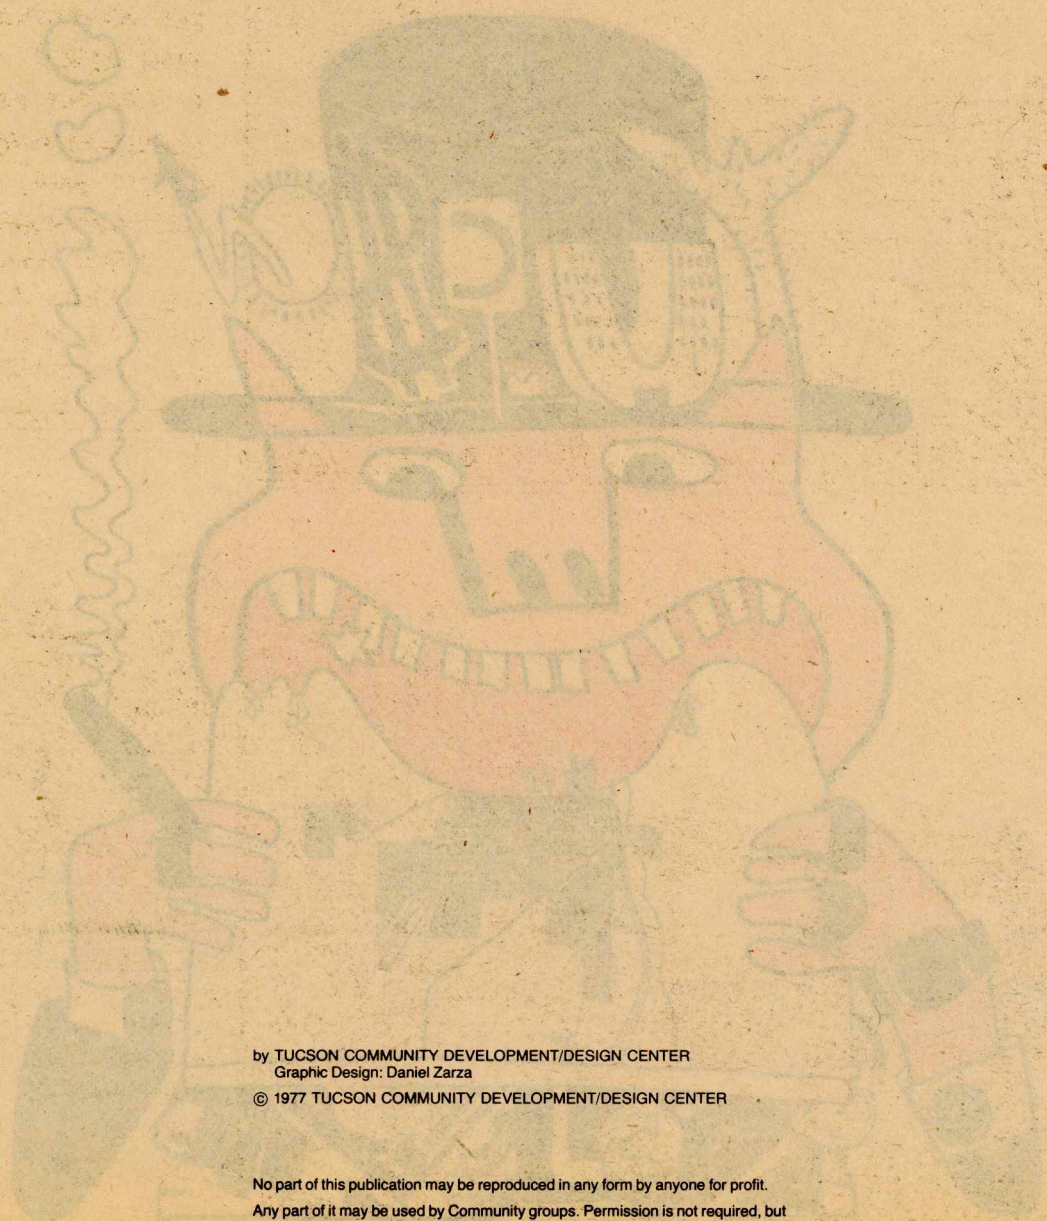 by TUCSON COMMUNITY DEVELOPMENT/DESIGN CENTER
Graphic Design: Daniel Zarza
© 1977 TUCSON COMMUNITY DEVELOPMENT/DESIGN CENTER
No part of this publication may be reproduced in any form by anyone for profit.
Any part of it may be used by Community groups. Permission is not required, but